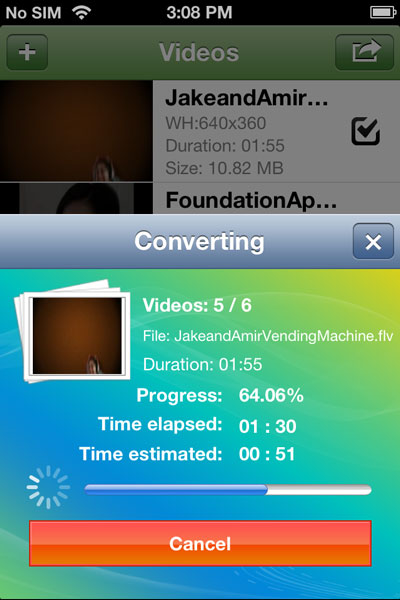 No SIM 3:08 PM
+ Videos
JakeandAmir...
WH:640x360
Duration: 01:55
Size: 10.82 MB
FoundationAp...
Converting ×
Videos: 5 / 6
File: JakeandAmirVendingMachine.flv
Duration: 01:55
Progress: 64.06%
Time elapsed: 01 : 30
Time estimated: 00 : 51
Cancel